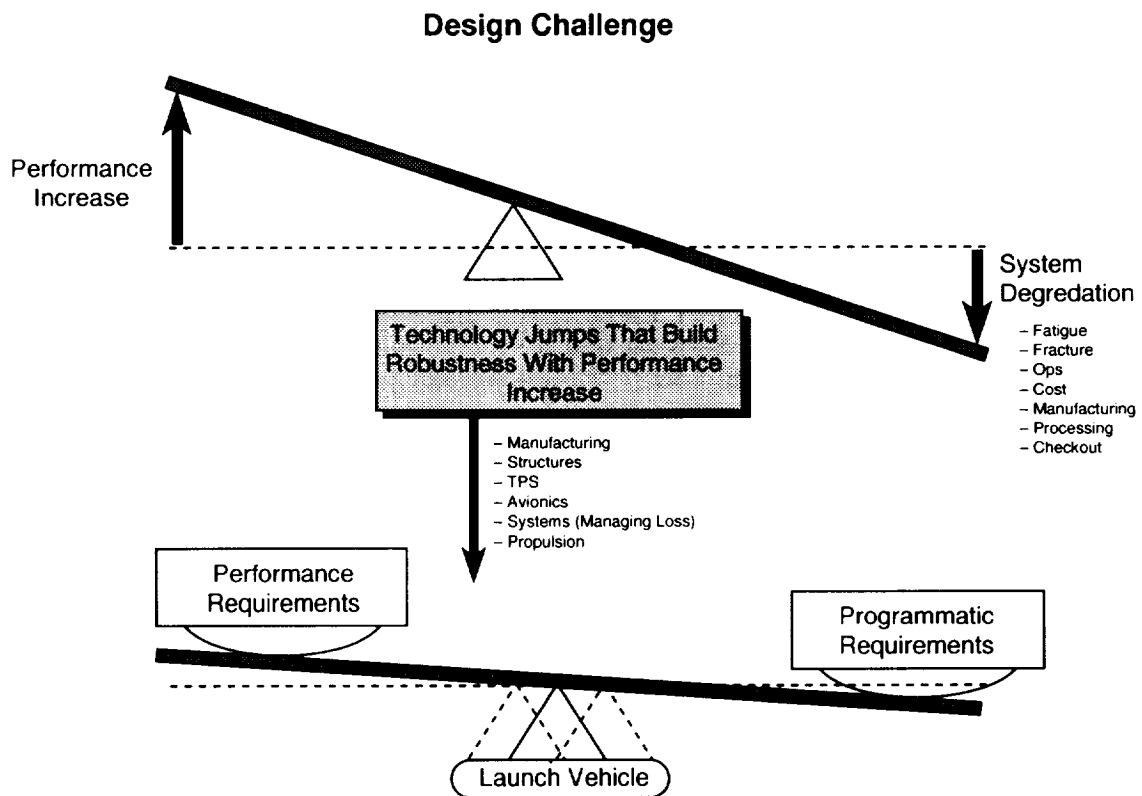 Design Challenge
Performance
Increase
System
Degredation
– Fatigue
– Fracture
– Ops
– Cost
– Manufacturing
– Processing
– Checkout
Technology Jumps That Build
Robustness With Performance
Increase
– Manufacturing
– Structures
– TPS
– Avionics
– Systems (Managing Loss)
– Propulsion
Performance
Requirements
Programmatic
Requirements
Launch Vehicle